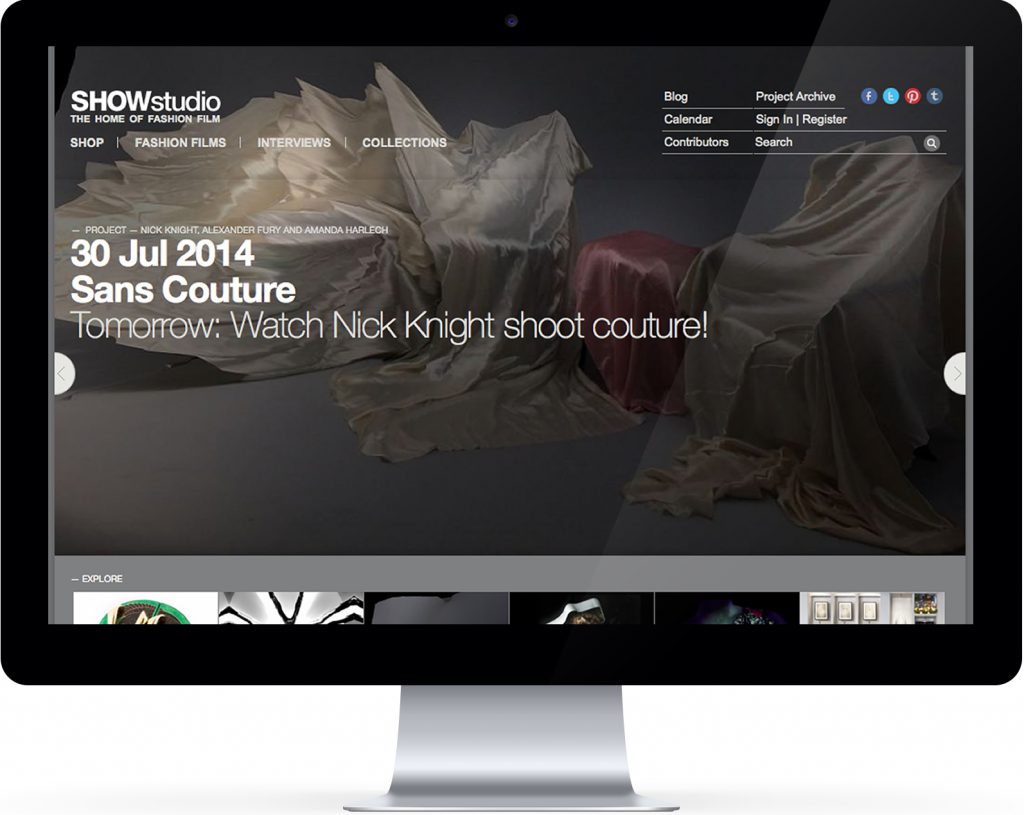 SHOWstudio
THE HOME OF FASHION FILM
SHOP | FASHION FILMS | INTERVIEWS | COLLECTIONS
Blog
Project Archive
Calendar
Sign In | Register
Contributors
Search
— PROJECT — NICK KNIGHT, ALEXANDER FURY AND AMANDA HARLECH
30 Jul 2014
Sans Couture
Tomorrow: Watch Nick Knight shoot couture!
— EXPLORE